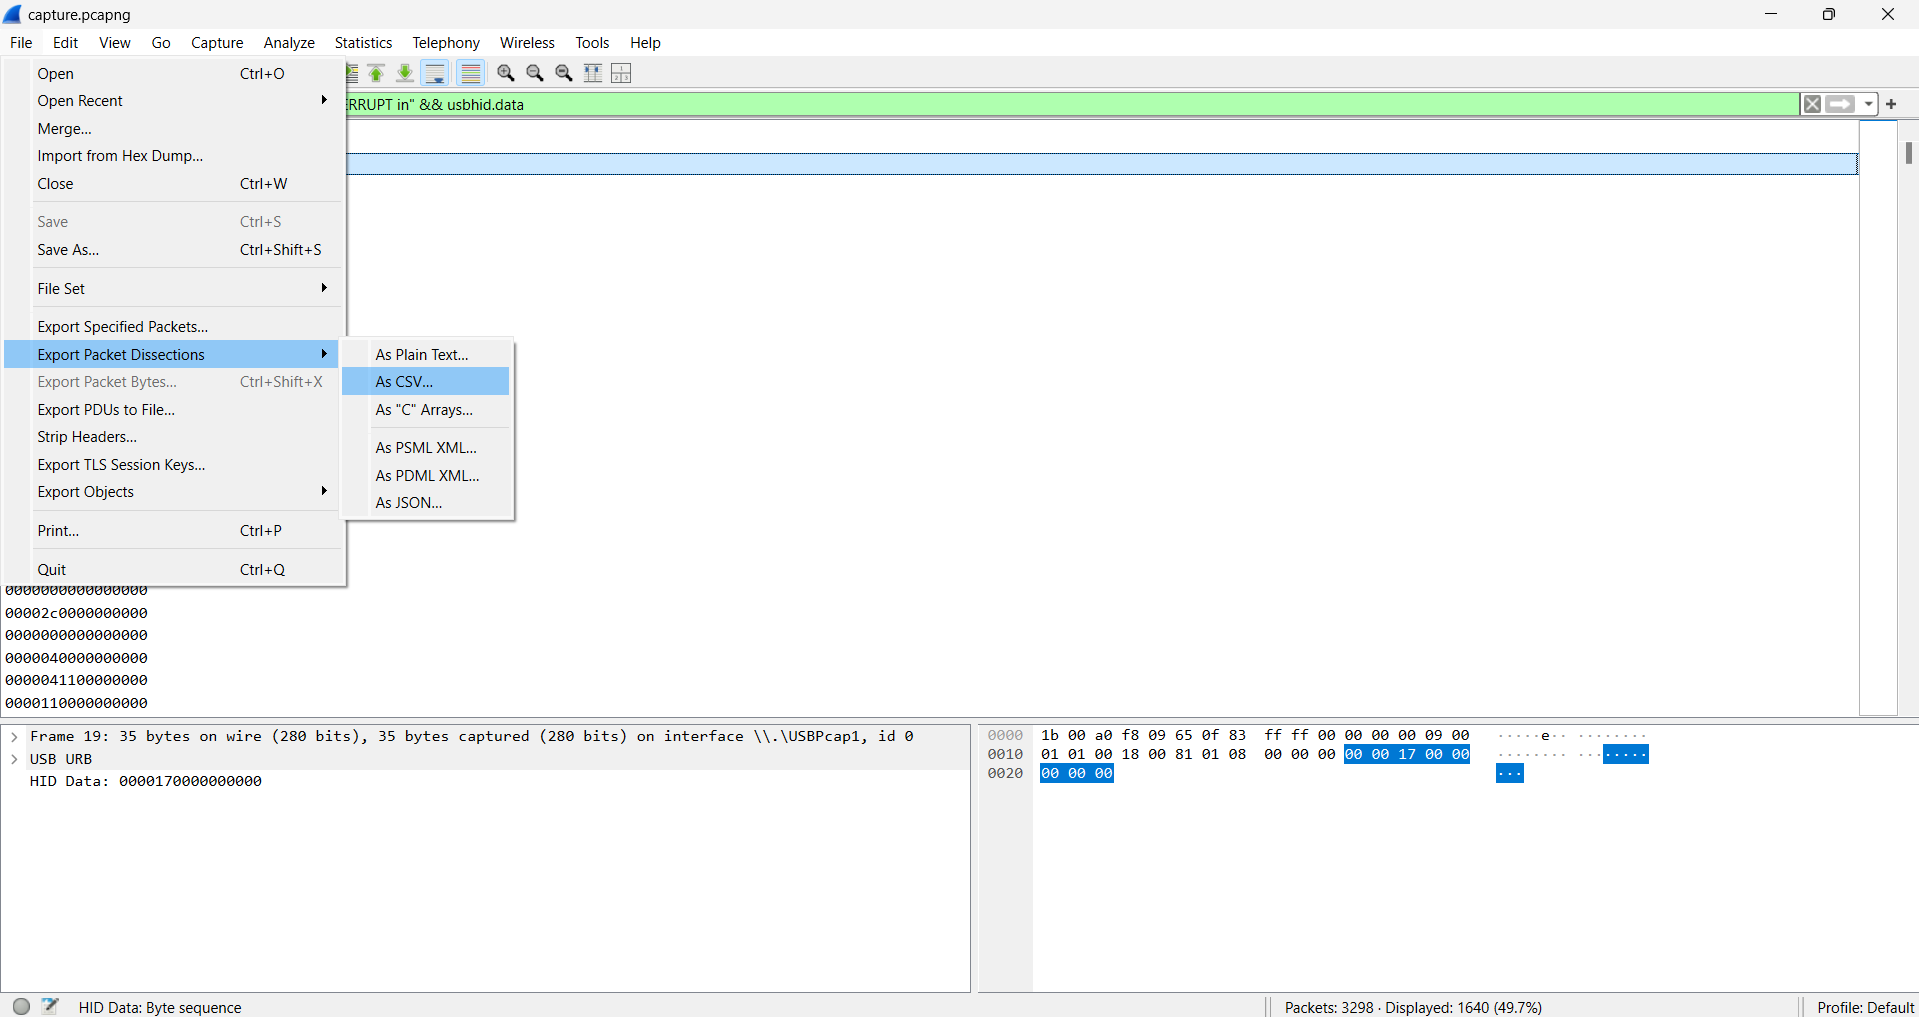 capture.pcapng
File Edit View Go Capture Analyze Statistics Telephony Wireless Tools Help
Open Ctrl+O
Open Recent
Merge...
Import from Hex Dump...
Close Ctrl+W
Save Ctrl+S
Save As... Ctrl+Shift+S
File Set
Export Specified Packets...
Export Packet Dissections
Export Packet Bytes... Ctrl+Shift+X
Export PDUs to File...
Strip Headers...
Export TLS Session Keys...
Export Objects
Print... Ctrl+P
Quit Ctrl+Q
ERRUPT in" && usbhid.data
As Plain Text...
As CSV...
As "C" Arrays...
As PSML XML...
As PDML XML...
As JSON...
0000000000000000
00002c0000000000
0000000000000000
0000040000000000
0000041100000000
0000110000000000
Frame 19: 35 bytes on wire (280 bits), 35 bytes captured (280 bits) on interface \\.\USBPcap1, id 0
USB URB
HID Data: 0000170000000000
0000 1b 00 a0 f8 09 65 0f 83 ff ff 00 00 00 00 09 00 ·····e·· ········
0010 01 01 00 18 00 81 01 08 00 00 00 00 00 17 00 00 ········ ········
0020 00 00 00 ···
HID Data: Byte sequence
Packets: 3298 · Displayed: 1640 (49.7%)
Profile: Default